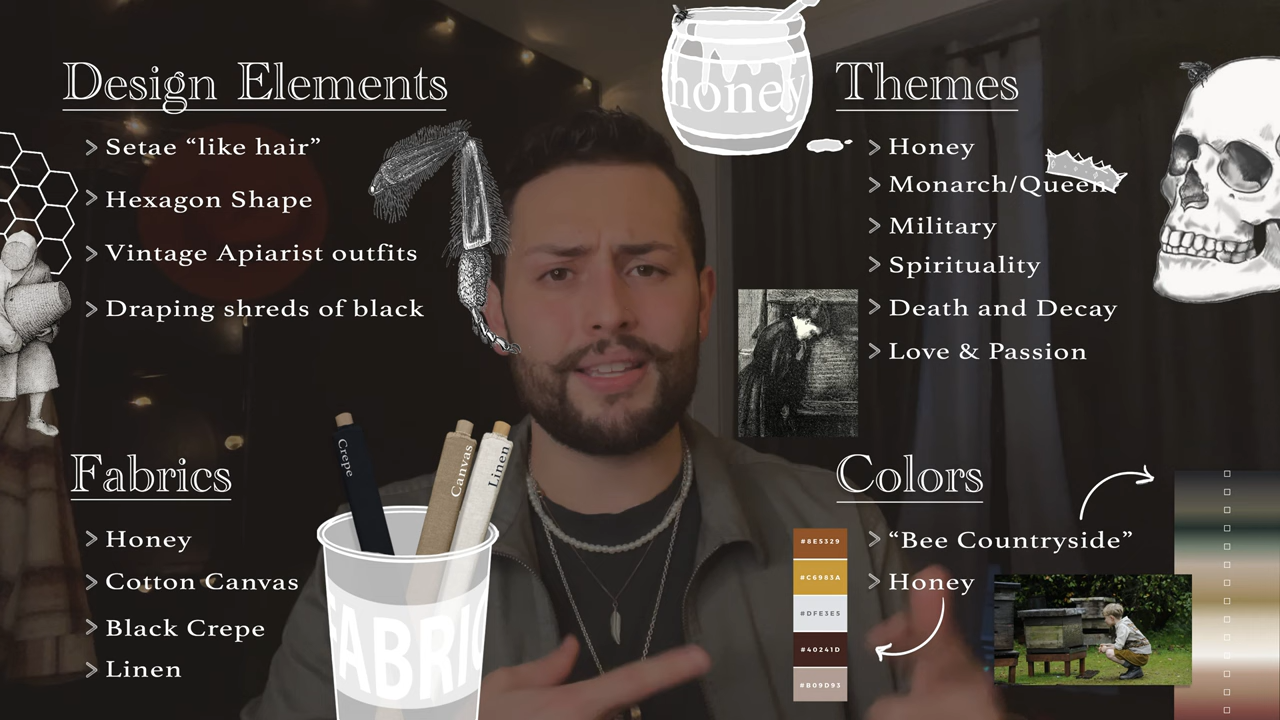 honey
Design Elements
> Setae “like hair”
> Hexagon Shape
> Vintage Apiarist outfits
> Draping shreds of black
Themes
> Honey
> Monarch/Queen
> Military
> Spirituality
> Death and Decay
> Love & Passion
Fabrics
> Honey
> Cotton Canvas
> Black Crepe
> Linen
Crepe
Canvas
Linen
FABRIC
Colors
> “Bee Countryside”
> Honey
#8E5329
#C6983A
#DFE3E5
#40241D
#B09D93